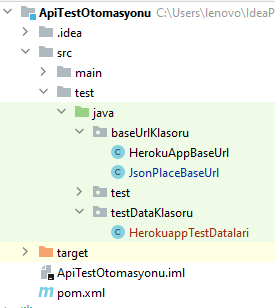 ApiTestOtomasyonu C:\Users\lenovo\IdeaP
.idea
src
main
test
java
baseUrlKlasoru
HerokuAppBaseUrl
JsonPlaceBaseUrl
test
testDataKlasoru
HerokuappTestDatalari
target
ApiTestOtomasyonu.iml
pom.xml